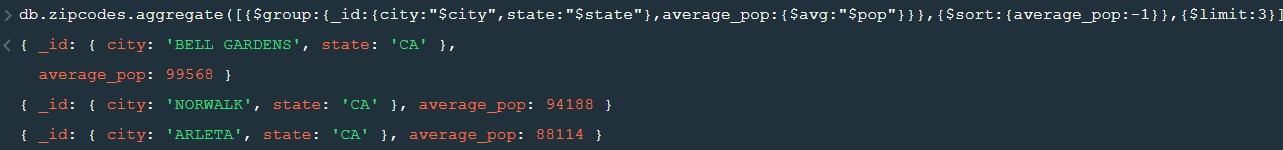 > db.zipcodes.aggregate([{$group:{_id:{city:"$city",state:"$state"},average_pop:{$avg:"$pop"}}},{$sort:{average_pop:-1}},{$limit:3}]
< { _id: { city: 'BELL GARDENS', state: 'CA' },
average_pop: 99568 }
{ _id: { city: 'NORWALK', state: 'CA' }, average_pop: 94188 }
{ _id: { city: 'ARLETA', state: 'CA' }, average_pop: 88114 }